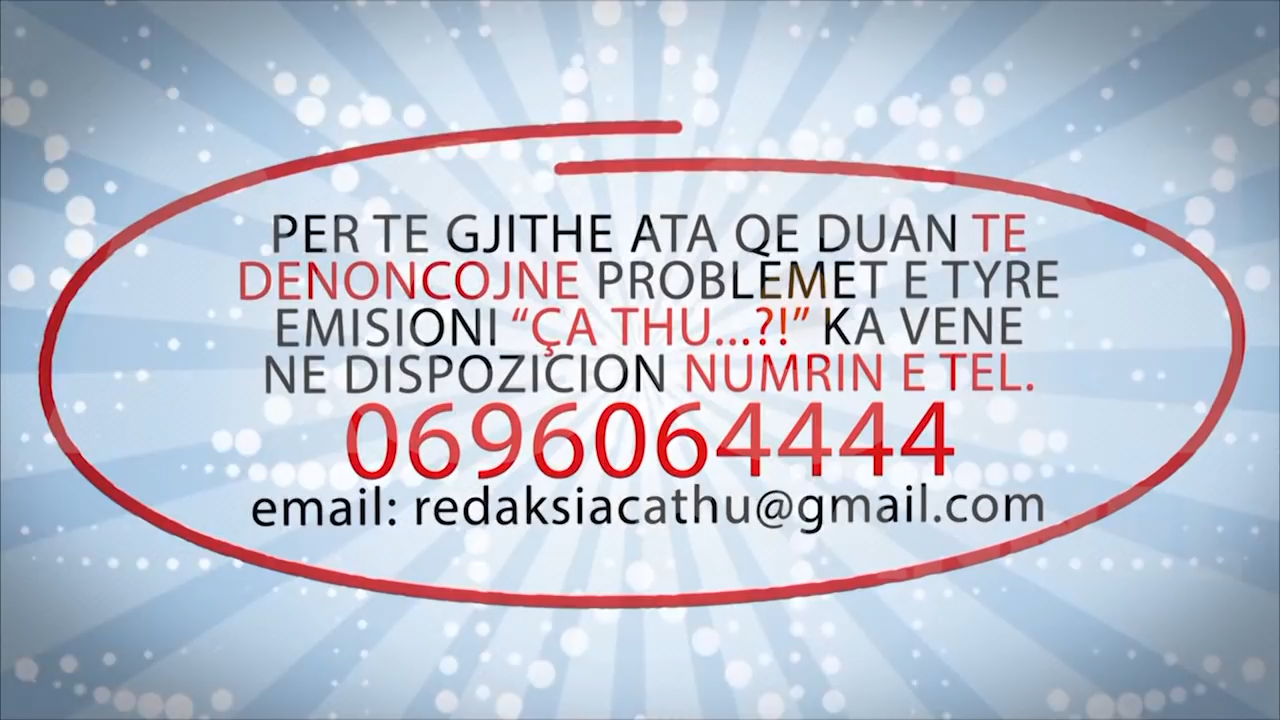 PER TE GJITHE ATA QE DUAN TE
DENONCOJNE PROBLEMET E TYRE
EMISIONI “ÇA THU...?!” KA VENE
NE DISPOZICION NUMRIN E TEL.
0696064444
email: redaksiacathu@gmail.com